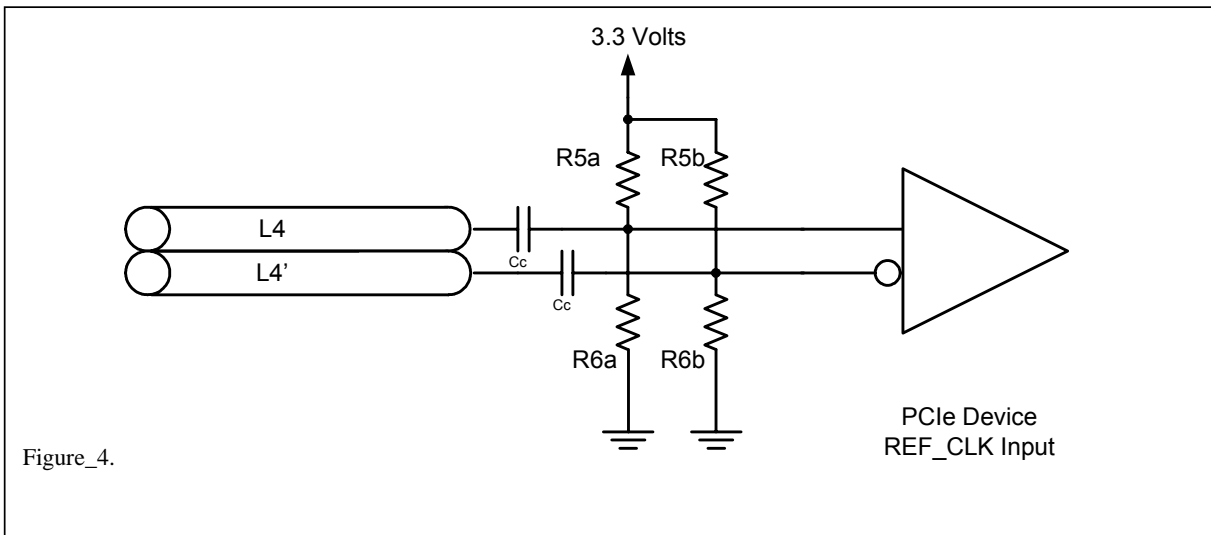 3.3 Volts
R5a
R5b
L4
Cc
L4’
Cc
R6a
R6b
PCIe Device
REF_CLK Input
Figure_4.